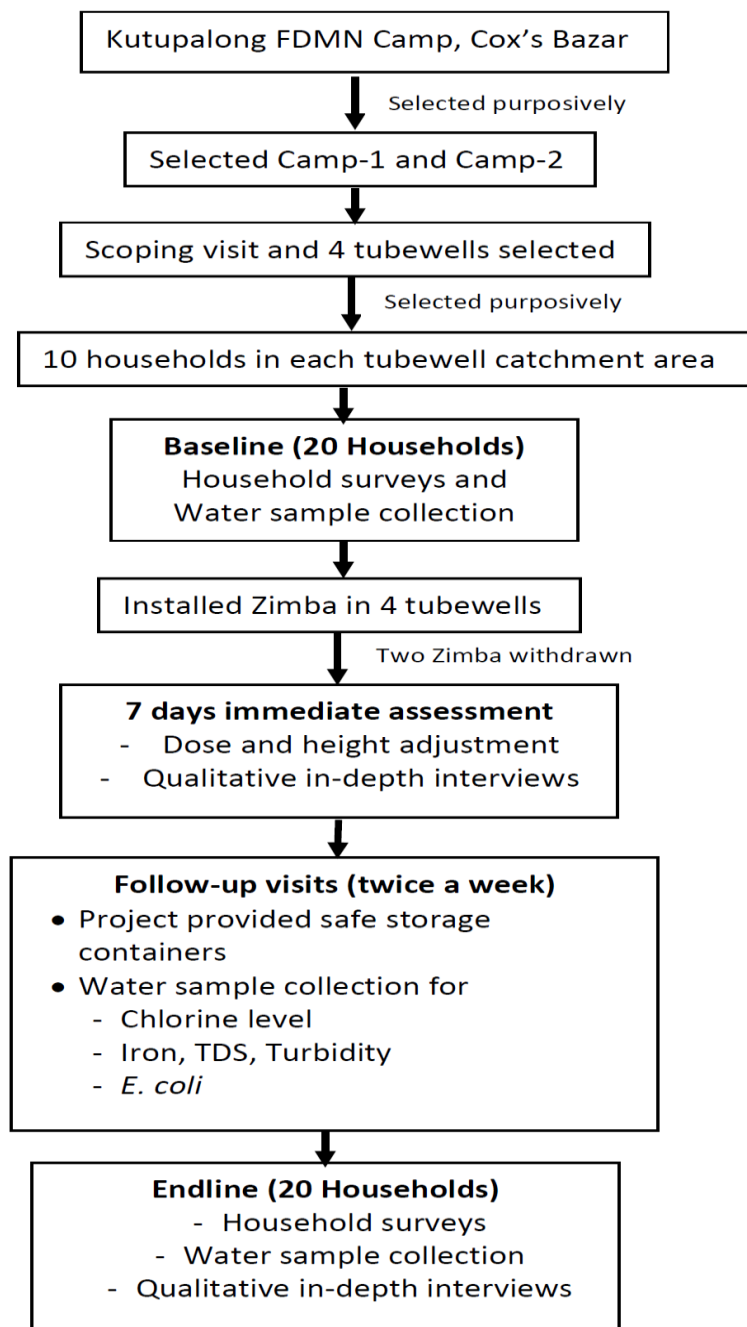 Kutupalong FDMN Camp, Cox's Bazar
Selected purposively
Selected Camp-1 and Camp-2
Scoping visit and 4 tubewells selected
Selected purposively
10 households in each tubewell catchment area
Baseline (20 Households)
Household surveys and
Water sample collection
Installed Zimba in 4 tubewells
Two Zimba withdrawn
7 days immediate assessment
- Dose and height adjustment
- Qualitative in-depth interviews
Follow-up visits (twice a week)
• Project provided safe storage
containers
• Water sample collection for
- Chlorine level
- Iron, TDS, Turbidity
- E. coli
Endline (20 Households)
- Household surveys
- Water sample collection
- Qualitative in-depth interviews